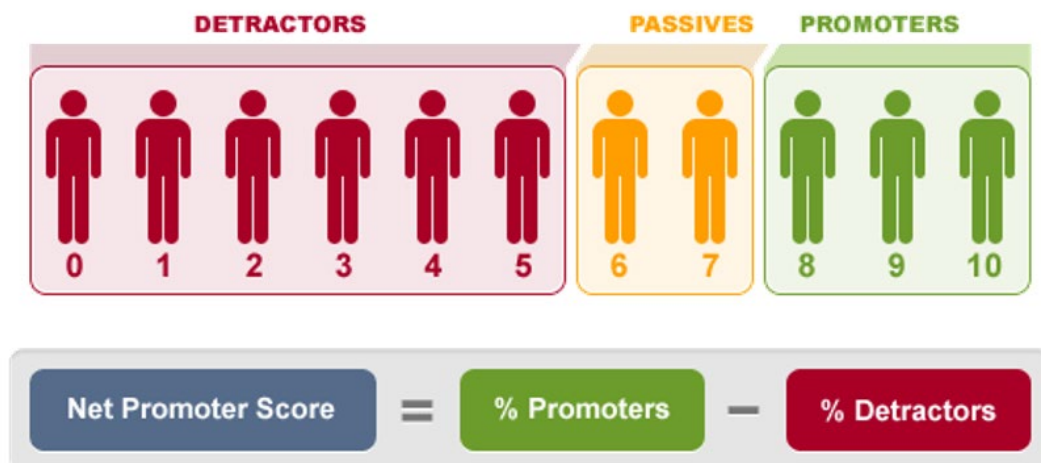 DETRACTORS PASSIVES PROMOTERS
0 1 2 3 4 5 6 7 8 9 10
Net Promoter Score = % Promoters − % Detractors